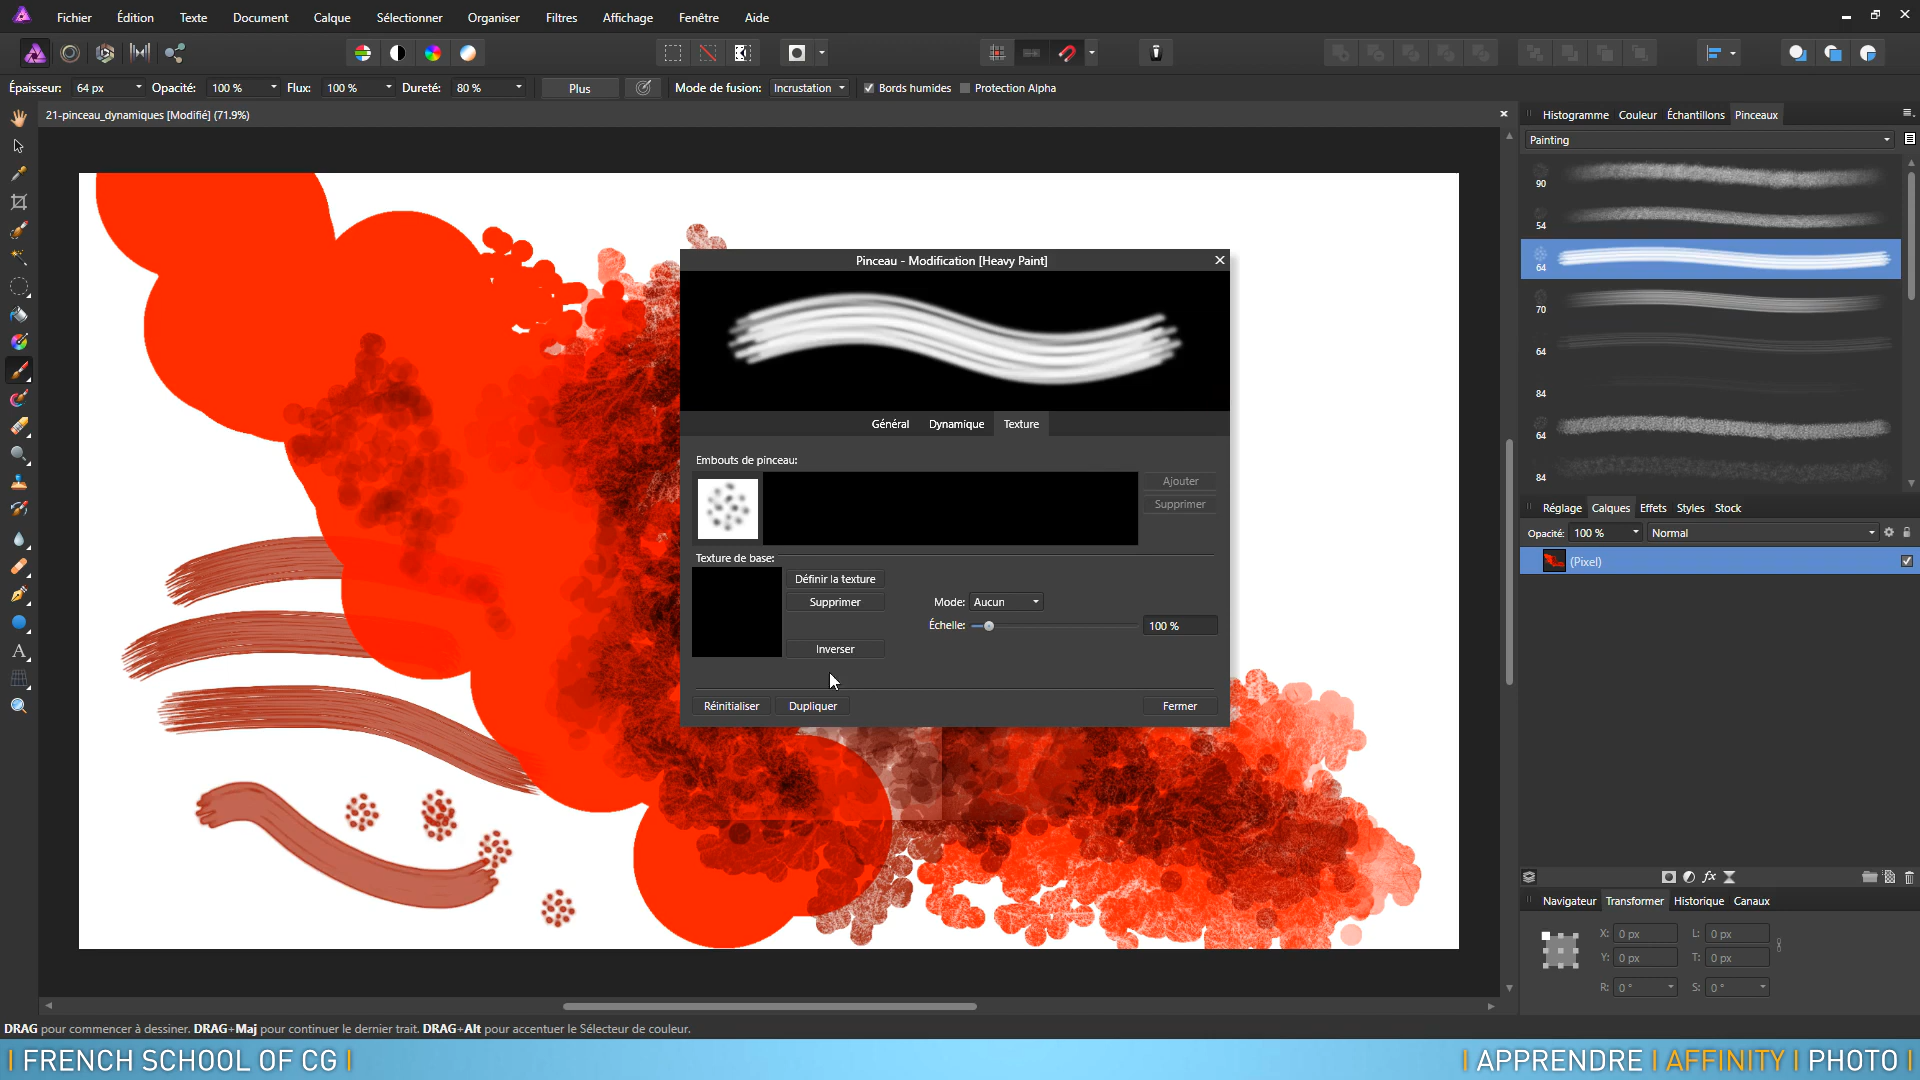 Fichier Édition Texte Document Calque Sélectionner Organiser Filtres Affichage Fenêtre Aide
Épaisseur: 64 px Opacité: 100 % Flux: 100 % Dureté: 80 % Plus Mode de fusion: Incrustation Bords humides Protection Alpha
21-pinceau_dynamiques [Modifié] (71.9%)
Histogramme Couleur Échantillons Pinceaux
Painting
90
54
64
70
64
84
64
84
Pinceau - Modification [Heavy Paint]
Général Dynamique Texture
Embouts de pinceau:
Ajouter
Supprimer
Texture de base:
Définir la texture
Supprimer
Mode: Aucun
Échelle: 100 %
Inverser
Réinitialiser Dupliquer Fermer
Réglage Calques Effets Styles Stock
Opacité: 100 % Normal
(Pixel)
Navigateur Transformer Historique Canaux
X: 0 px L: 0 px
Y: 0 px T: 0 px
R: 0 ° S: 0 °
DRAG pour commencer à dessiner. DRAG+Maj pour continuer le dernier trait. DRAG+Alt pour accentuer le Sélecteur de couleur.
| FRENCH SCHOOL OF CG |
| APPRENDRE | AFFINITY | PHOTO |